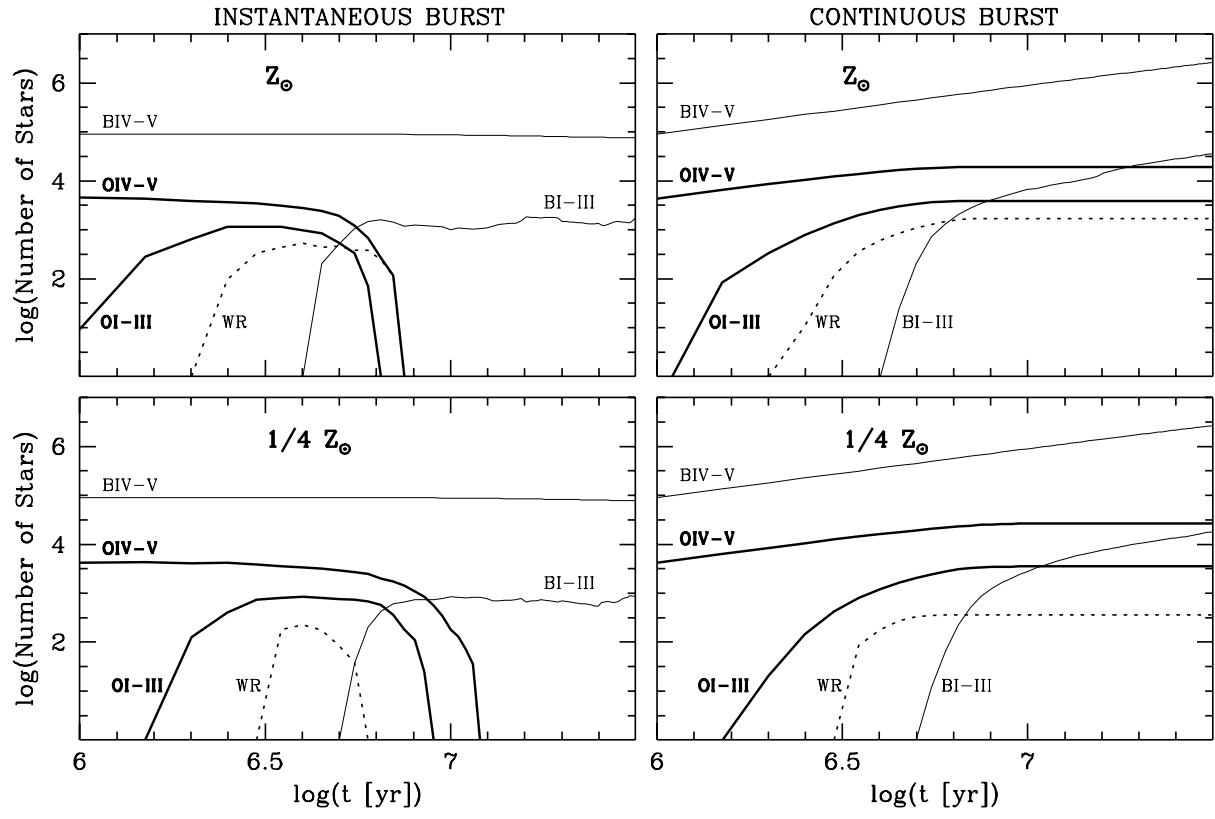 INSTANTANEOUS BURST
CONTINUOUS BURST
log(Number of Stars)
6
4
2
Z⊙
BIV-V
OIV-V
BI-III
OI-III
WR
Z⊙
BIV-V
OIV-V
OI-III
WR
BI-III
log(Number of Stars)
6
4
2
1/4 Z⊙
BIV-V
OIV-V
BI-III
OI-III
WR
1/4 Z⊙
BIV-V
OIV-V
OI-III
WR
BI-III
6
6.5
7
6
6.5
7
log(t [yr])
log(t [yr])